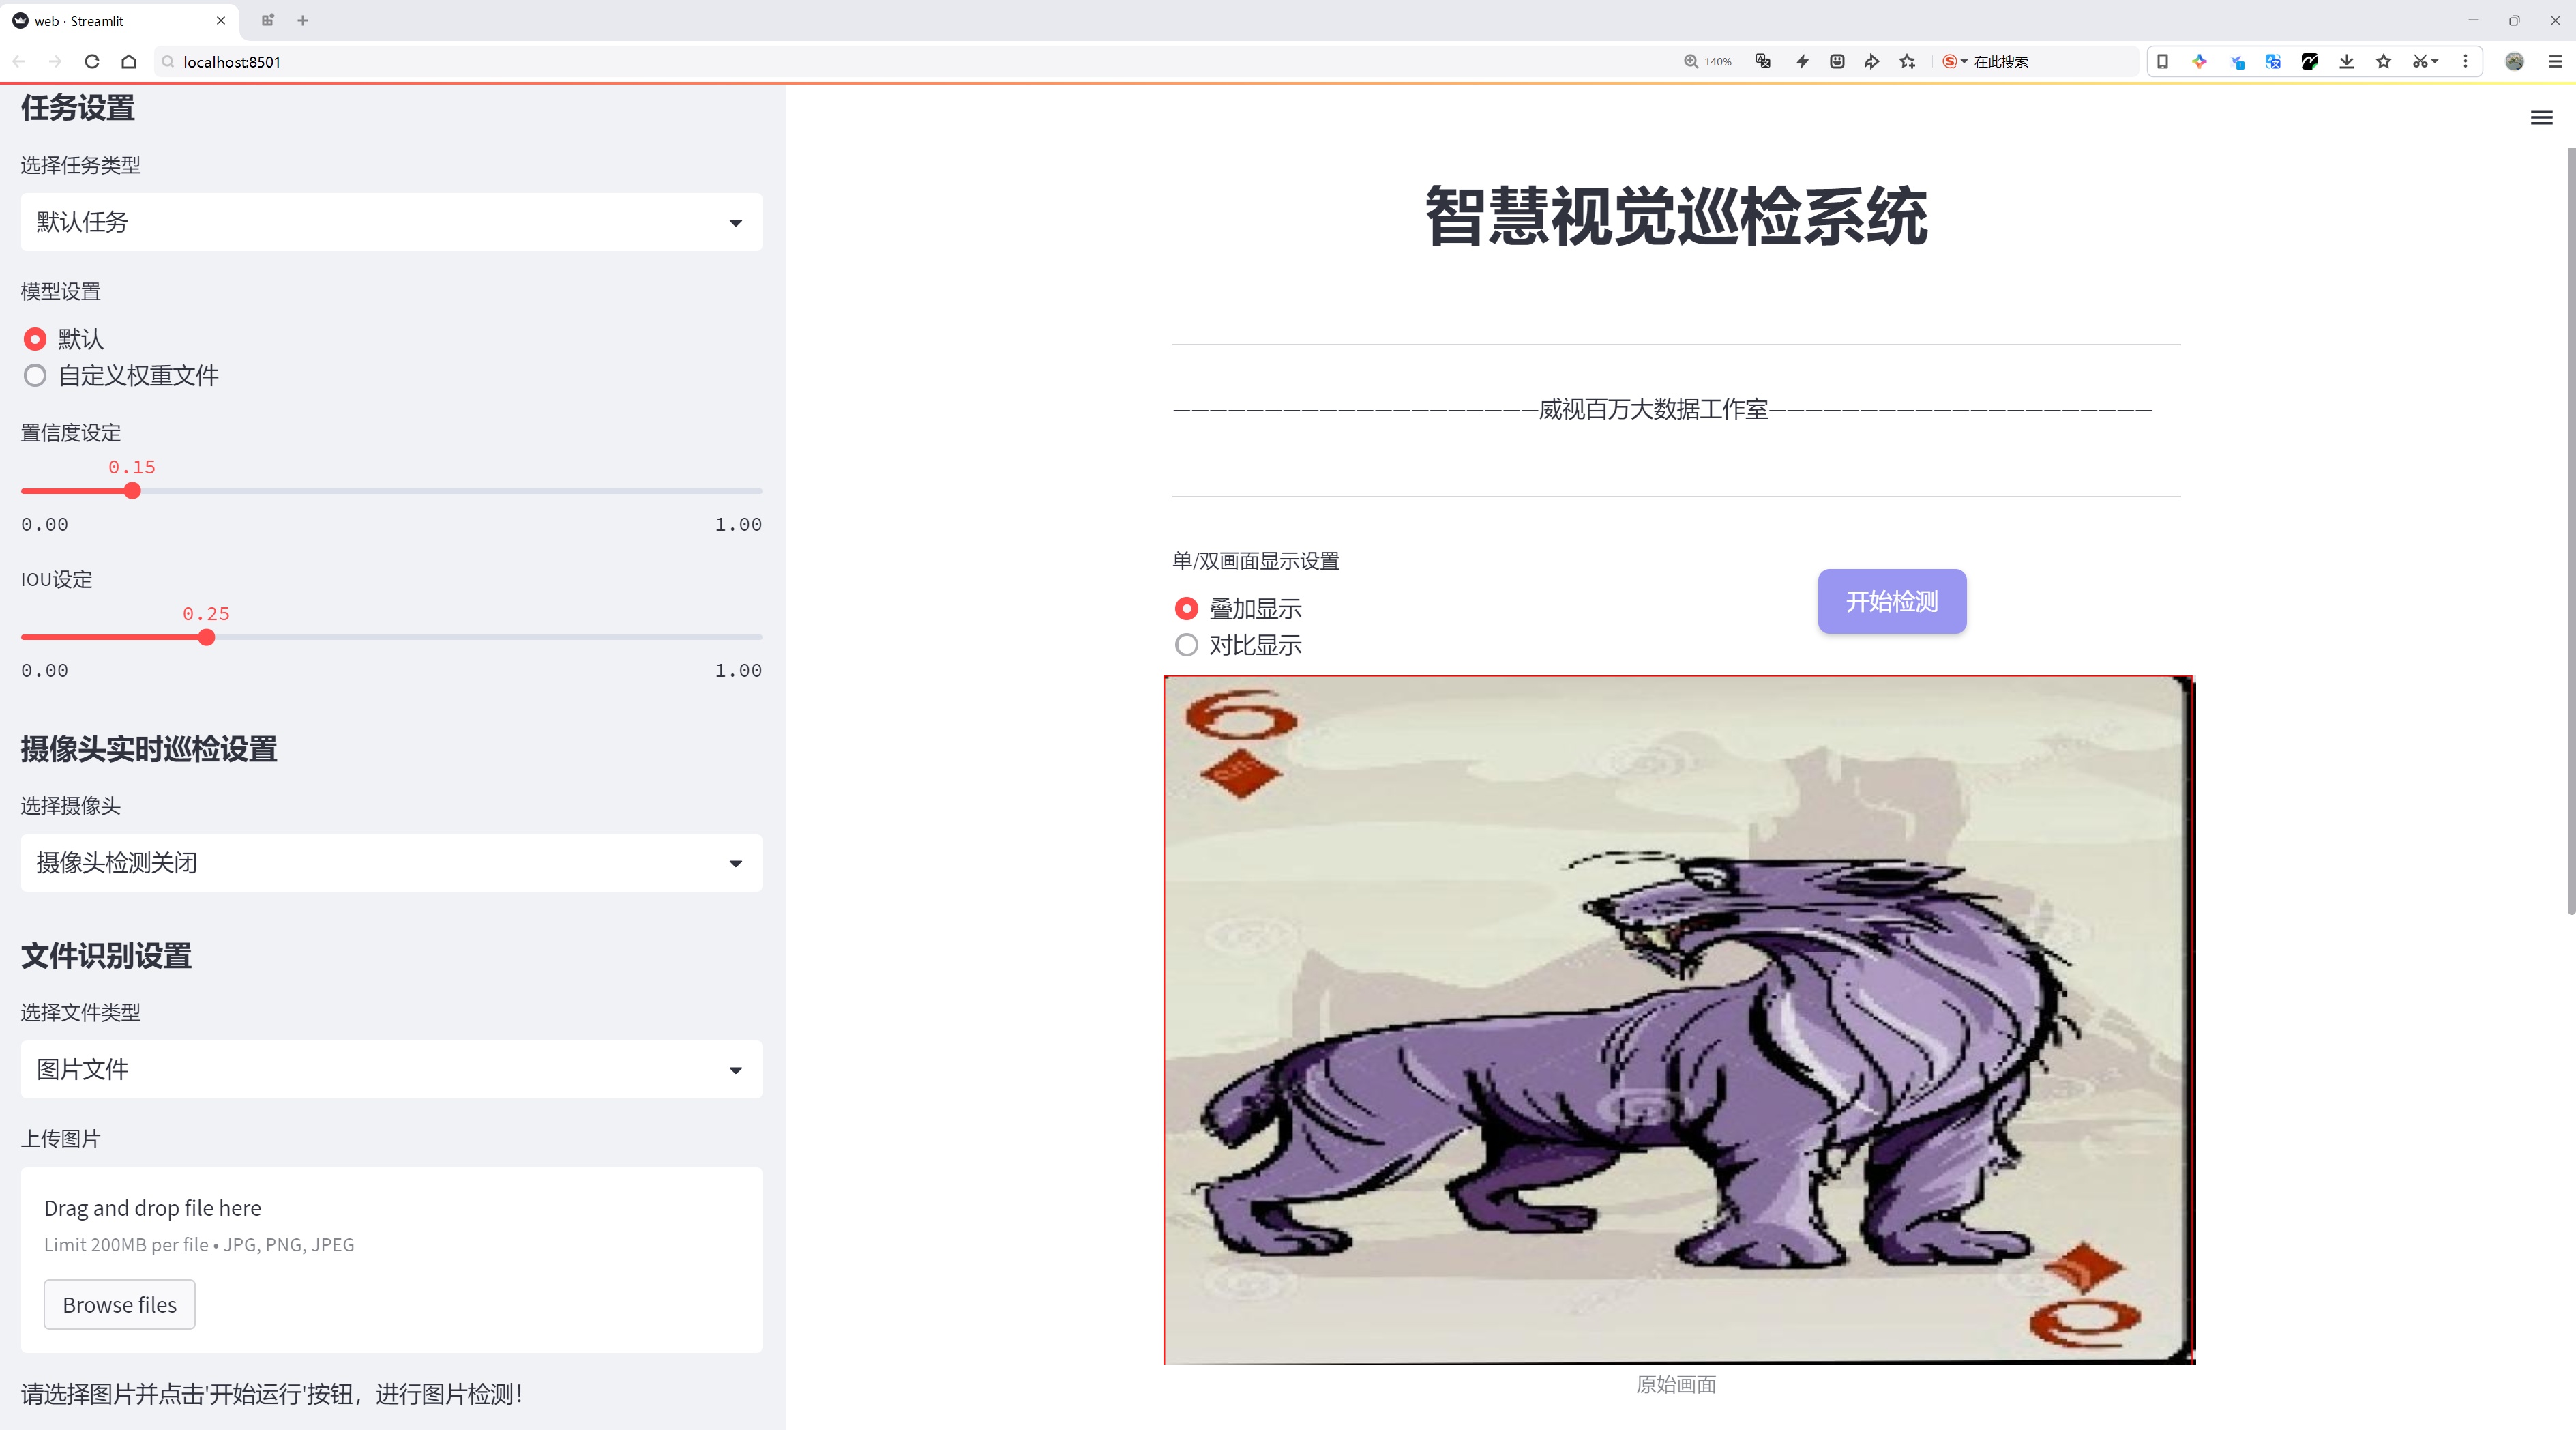 web · Streamlit
localhost:8501
140%
在此搜索
任务设置
选择任务类型
默认任务
模型设置
默认
自定义权重文件
置信度设定
0.15
0.00 1.00
IOU设定
0.25
0.00 1.00
摄像头实时巡检设置
选择摄像头
摄像头检测关闭
文件识别设置
选择文件类型
图片文件
上传图片
Drag and drop file here
Limit 200MB per file • JPG, PNG, JPEG
Browse files
请选择图片并点击'开始运行'按钮，进行图片检测！
智慧视觉巡检系统
————————————————————威视百万大数据工作室—————————————————————
单/双画面显示设置
叠加显示
对比显示
开始检测
6
6
原始画面